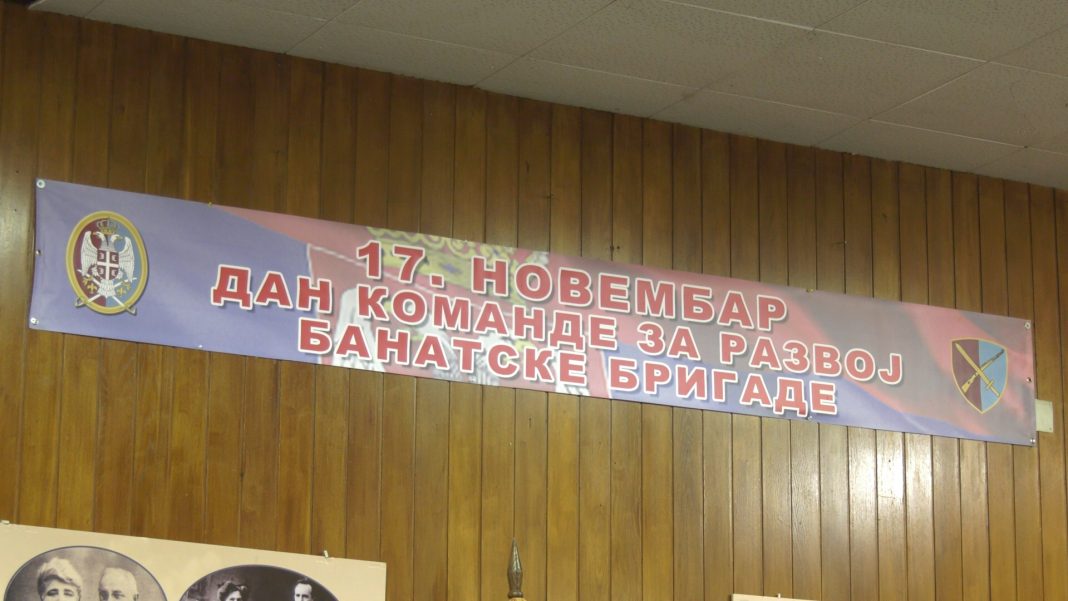 17. НОВЕМБАР
ДАН КОМАНДЕ ЗА РАЗВОЈ
БАНАТСКЕ БРИГАДЕ